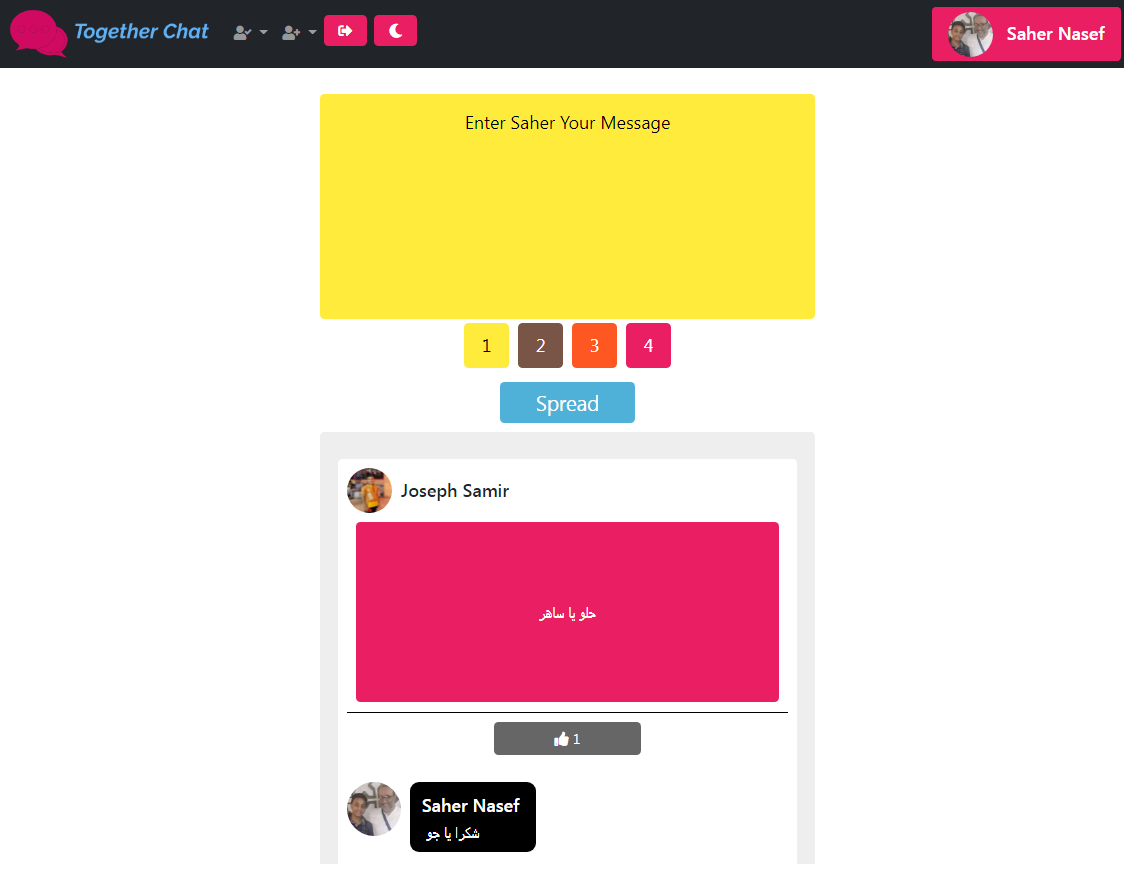 Together Chat
Saher Nasef
Enter Saher Your Message
1 2 3 4
Spread
Joseph Samir
حلو يا ساهر
1
Saher Nasef
شكرا يا جو